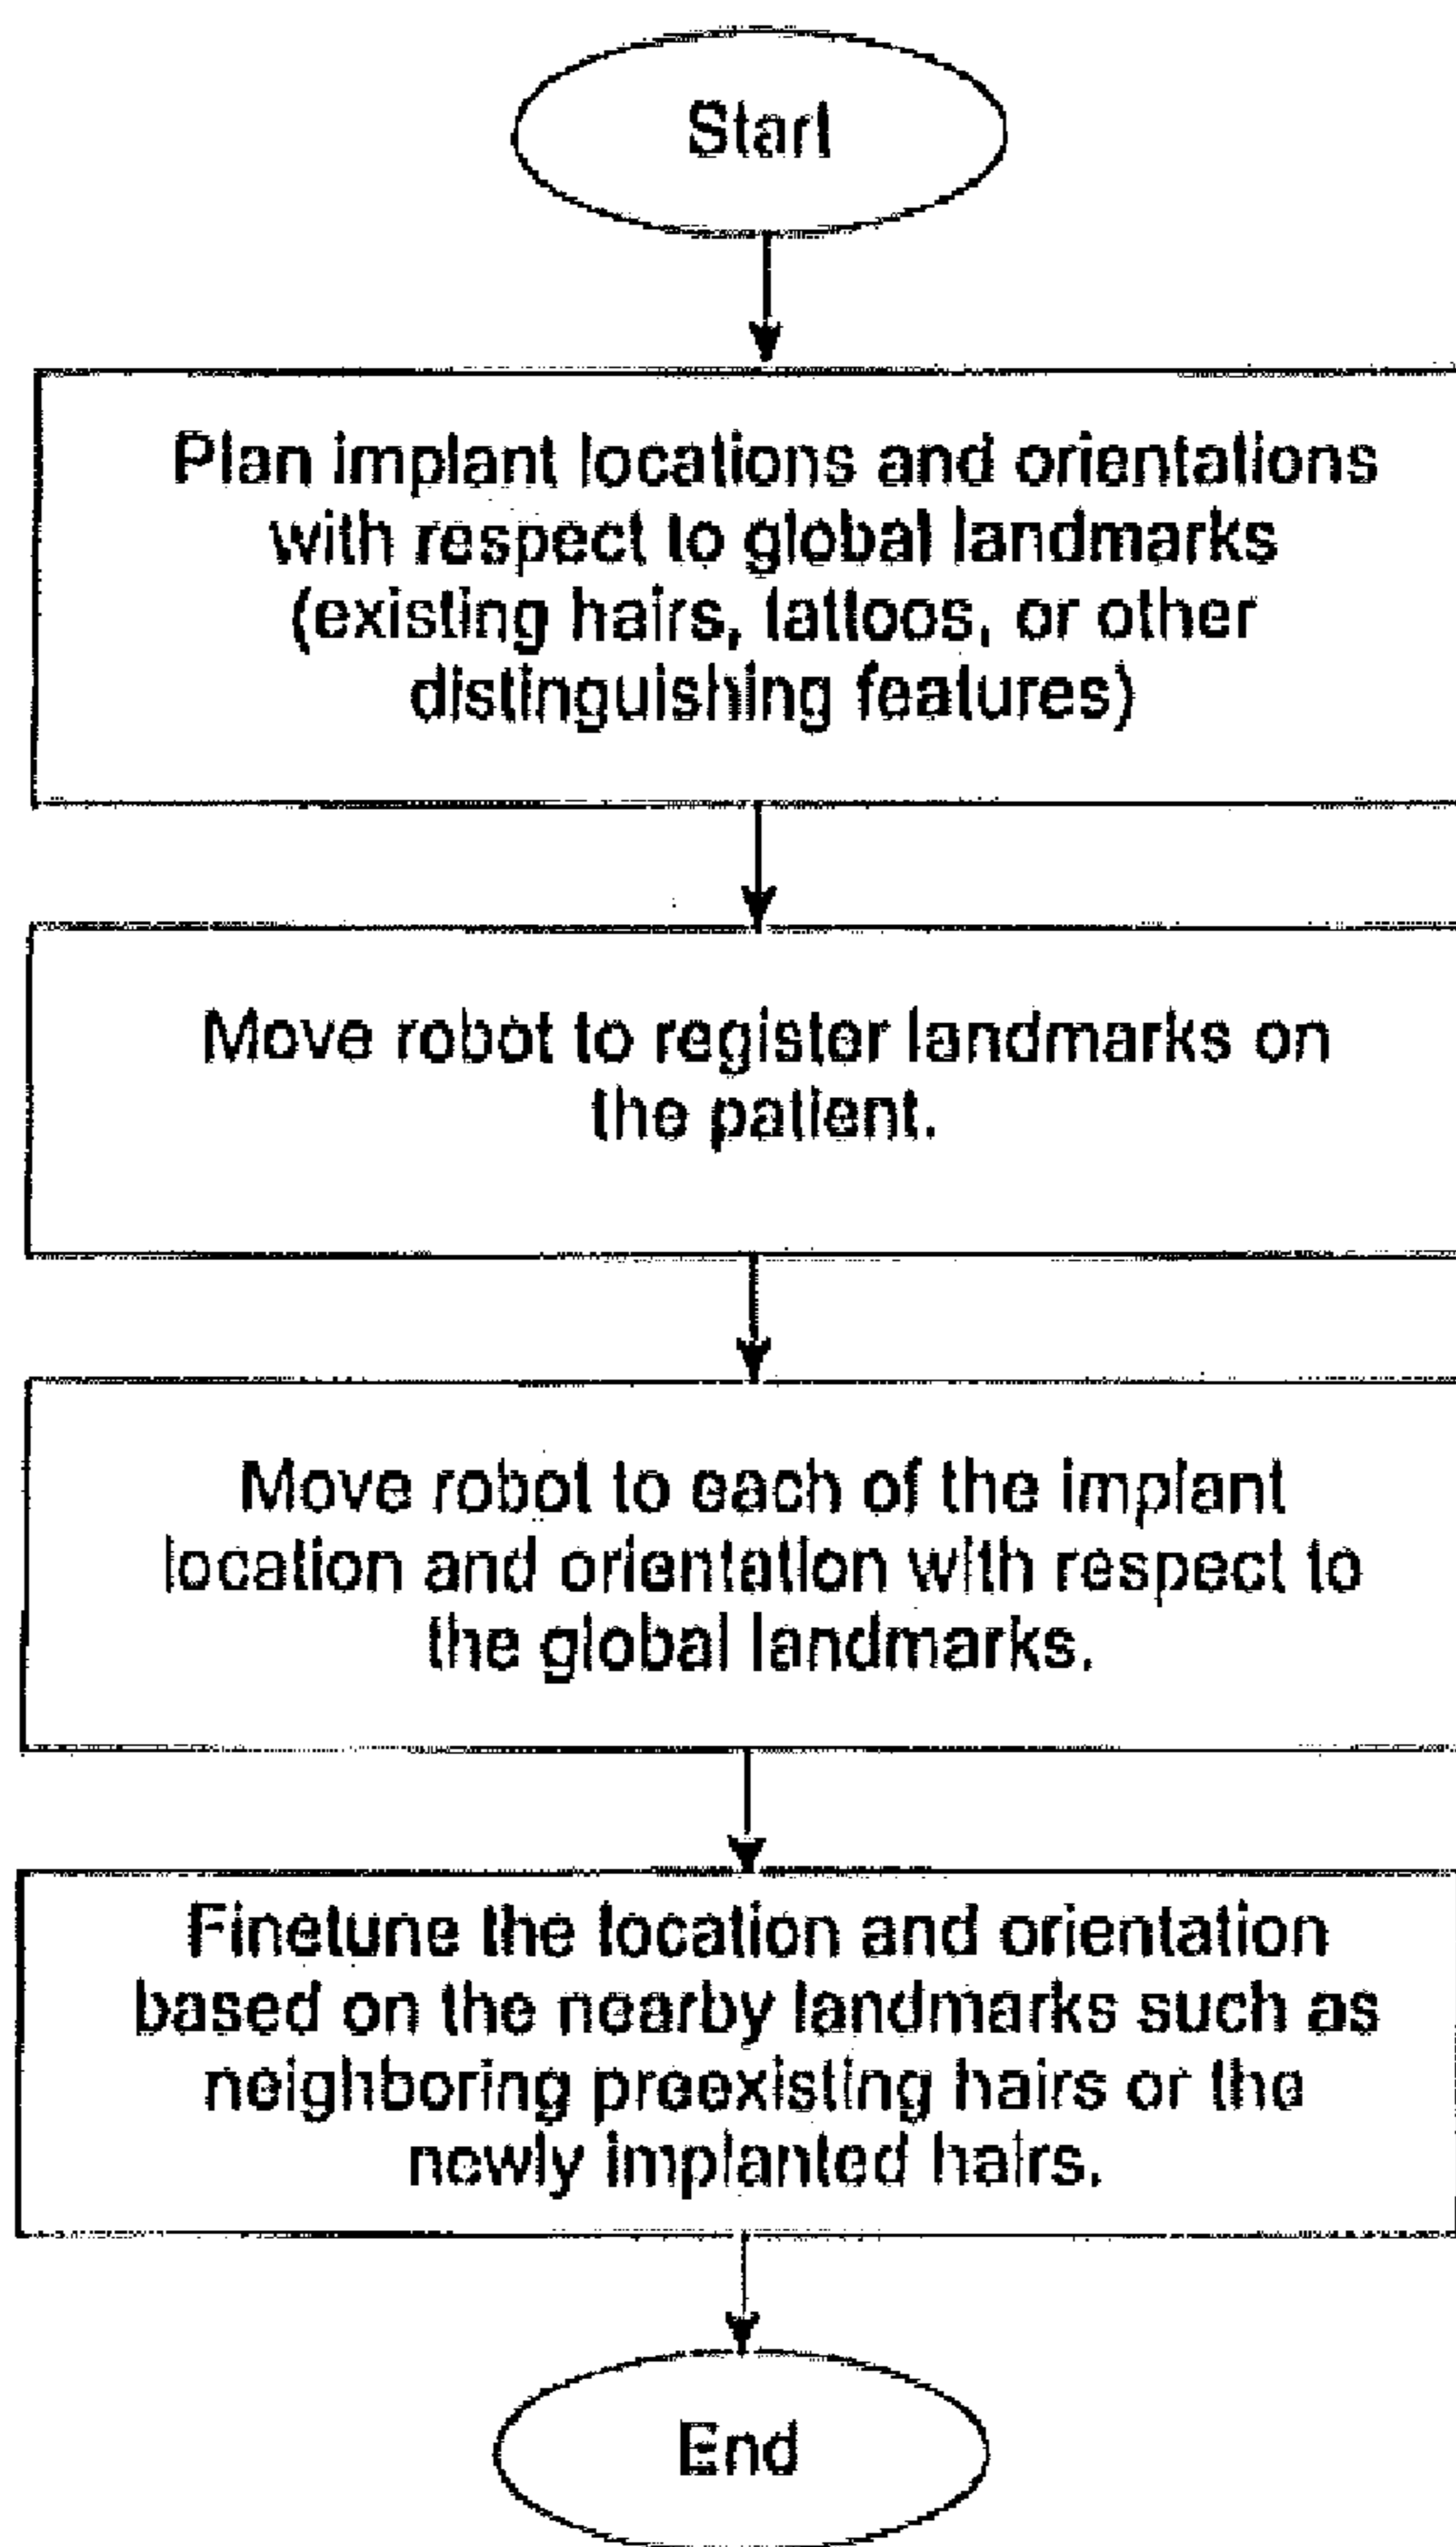 Start
Plan implant locations and orientations
with respect to global landmarks
(existing hairs, tattoos, or other
distinguishing features)
Move robot to register landmarks on
the patient.
Move robot to each of the implant
location and orientation with respect to
the global landmarks.
Finetune the location and orientation
based on the nearby landmarks such as
neighboring preexisting hairs or the
newly implanted hairs.
End